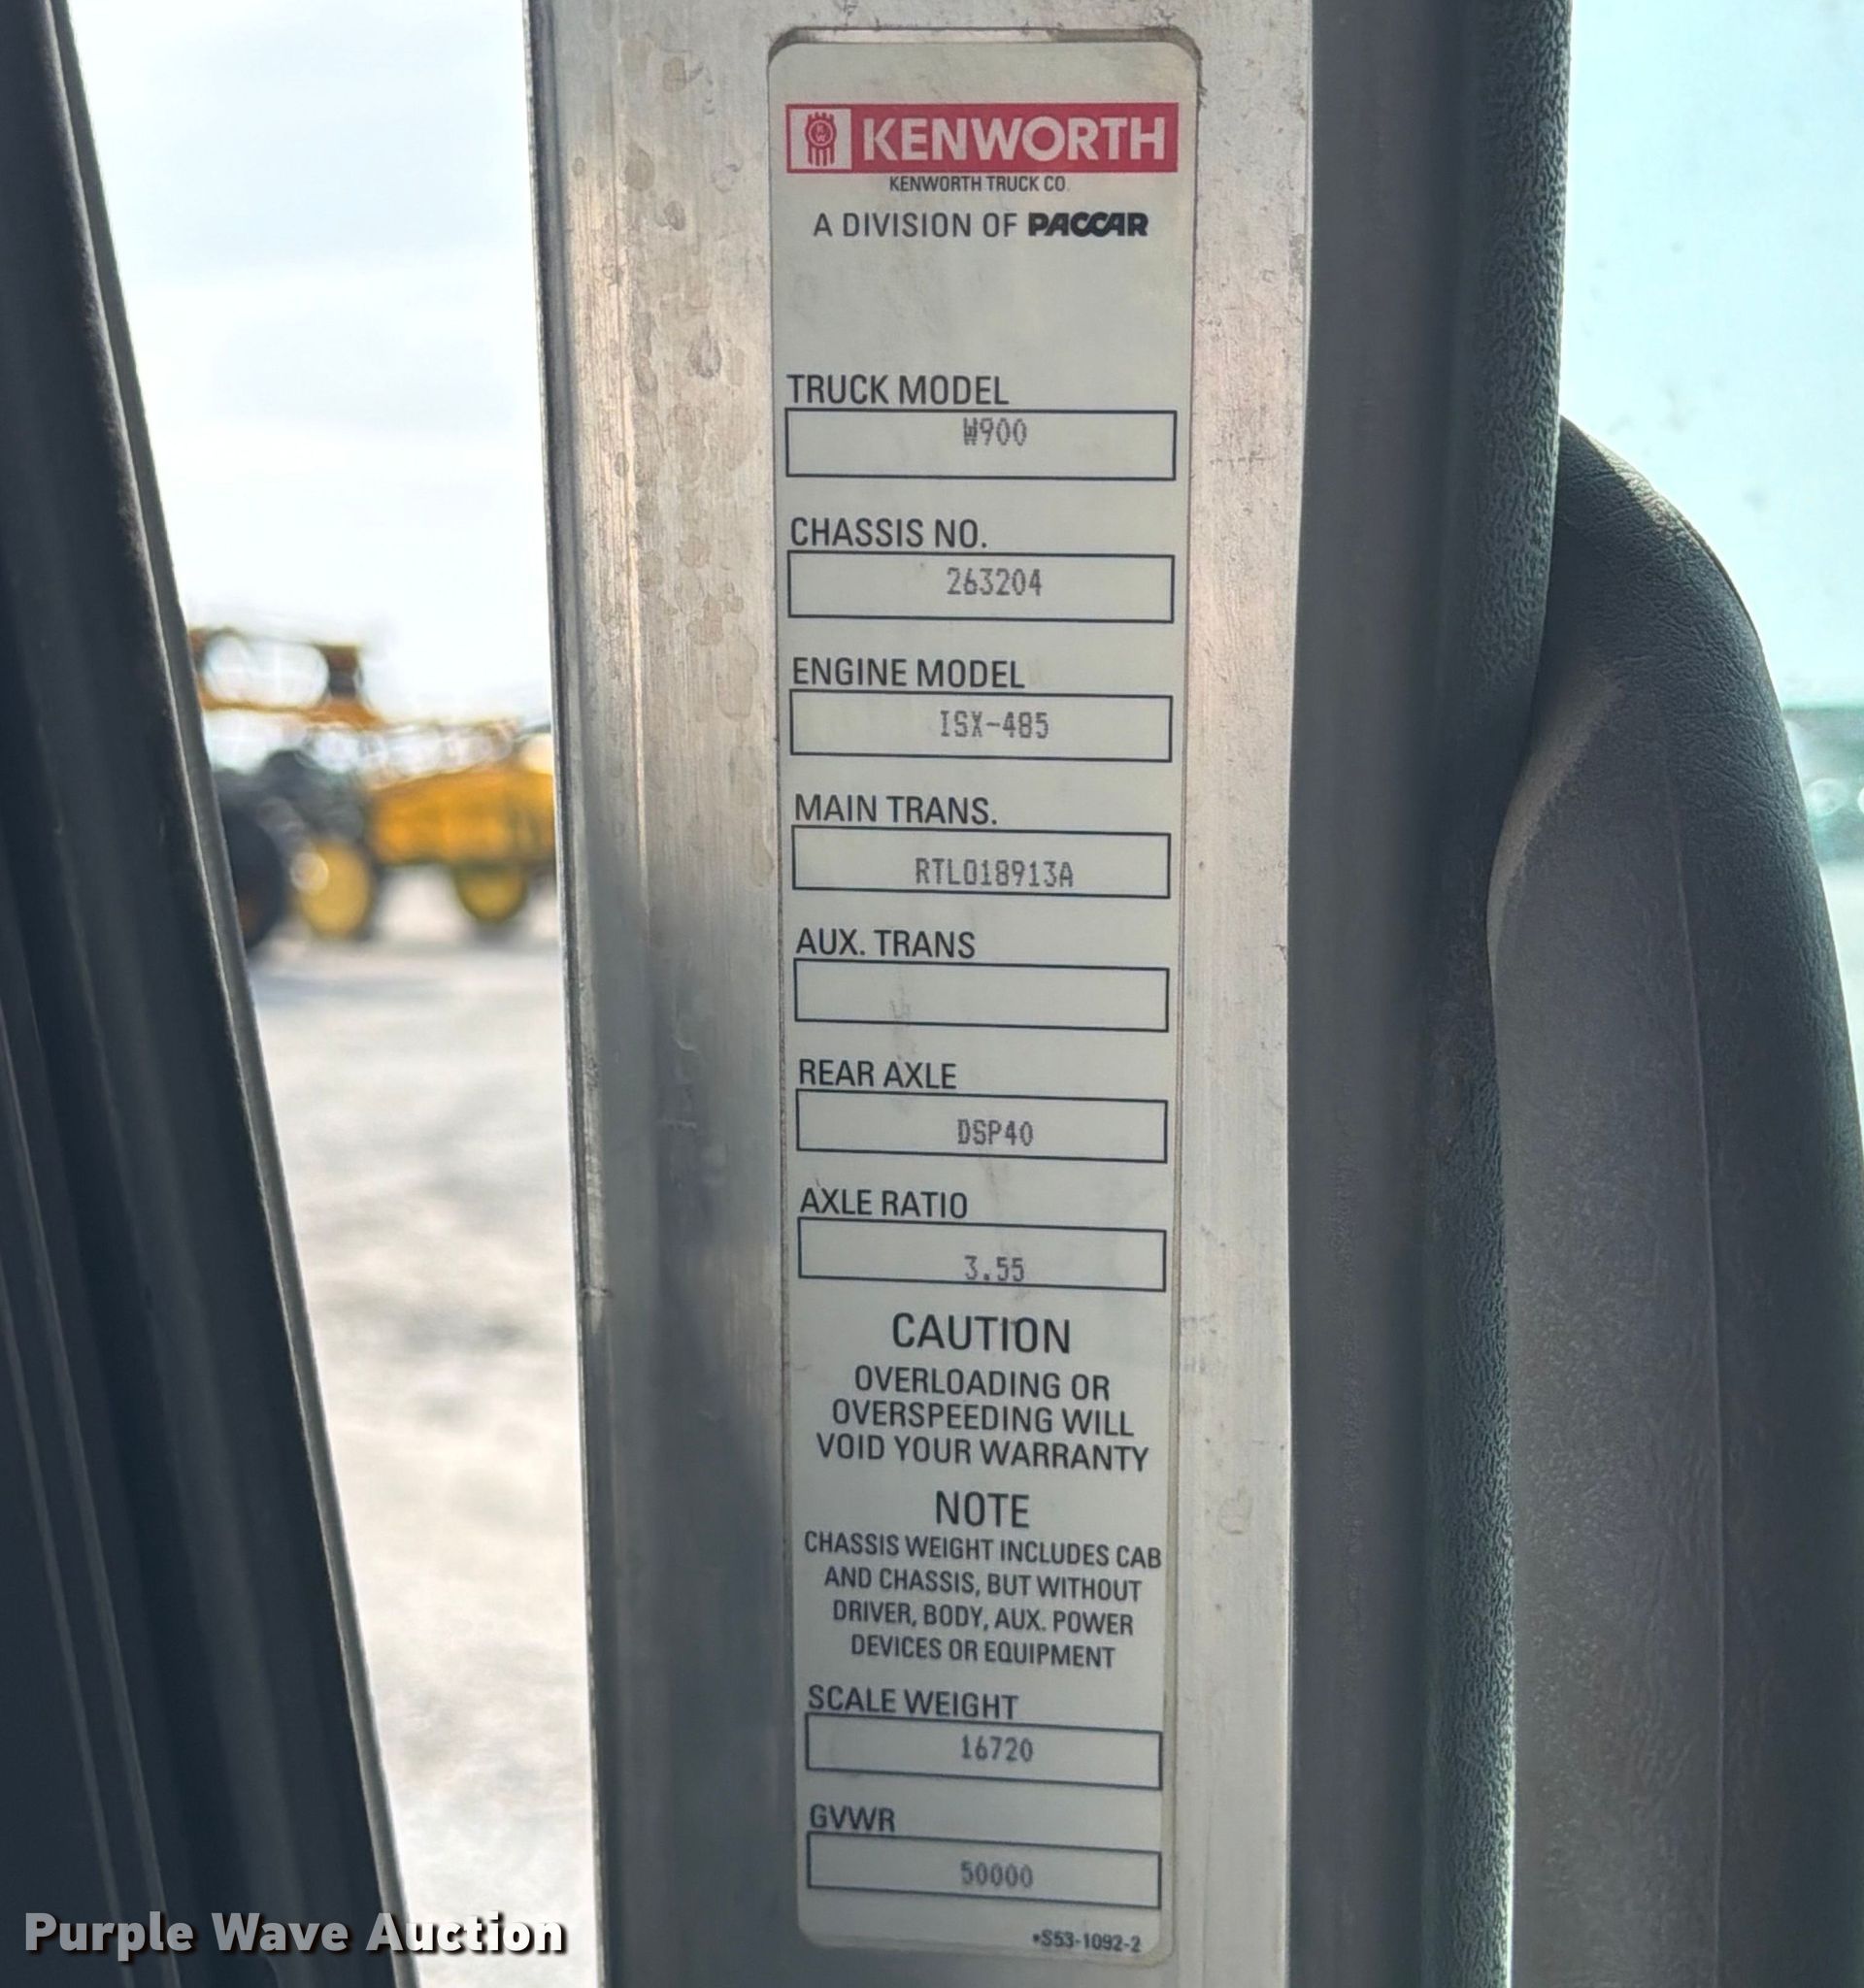 KENWORTH
KENWORTH TRUCK CO.
A DIVISION OF PACCAR
TRUCK MODEL
W900
CHASSIS NO.
263204
ENGINE MODEL
ISX-485
MAIN TRANS.
RTLO18913A
AUX. TRANS
REAR AXLE
DSP40
AXLE RATIO
3.55
CAUTION
OVERLOADING OR
OVERSPEEDING WILL
VOID YOUR WARRANTY
NOTE
CHASSIS WEIGHT INCLUDES CAB
AND CHASSIS, BUT WITHOUT
DRIVER, BODY, AUX. POWER
DEVICES OR EQUIPMENT
SCALE WEIGHT
16720
GVWR
50000
•S53-1092-2
Purple Wave Auction